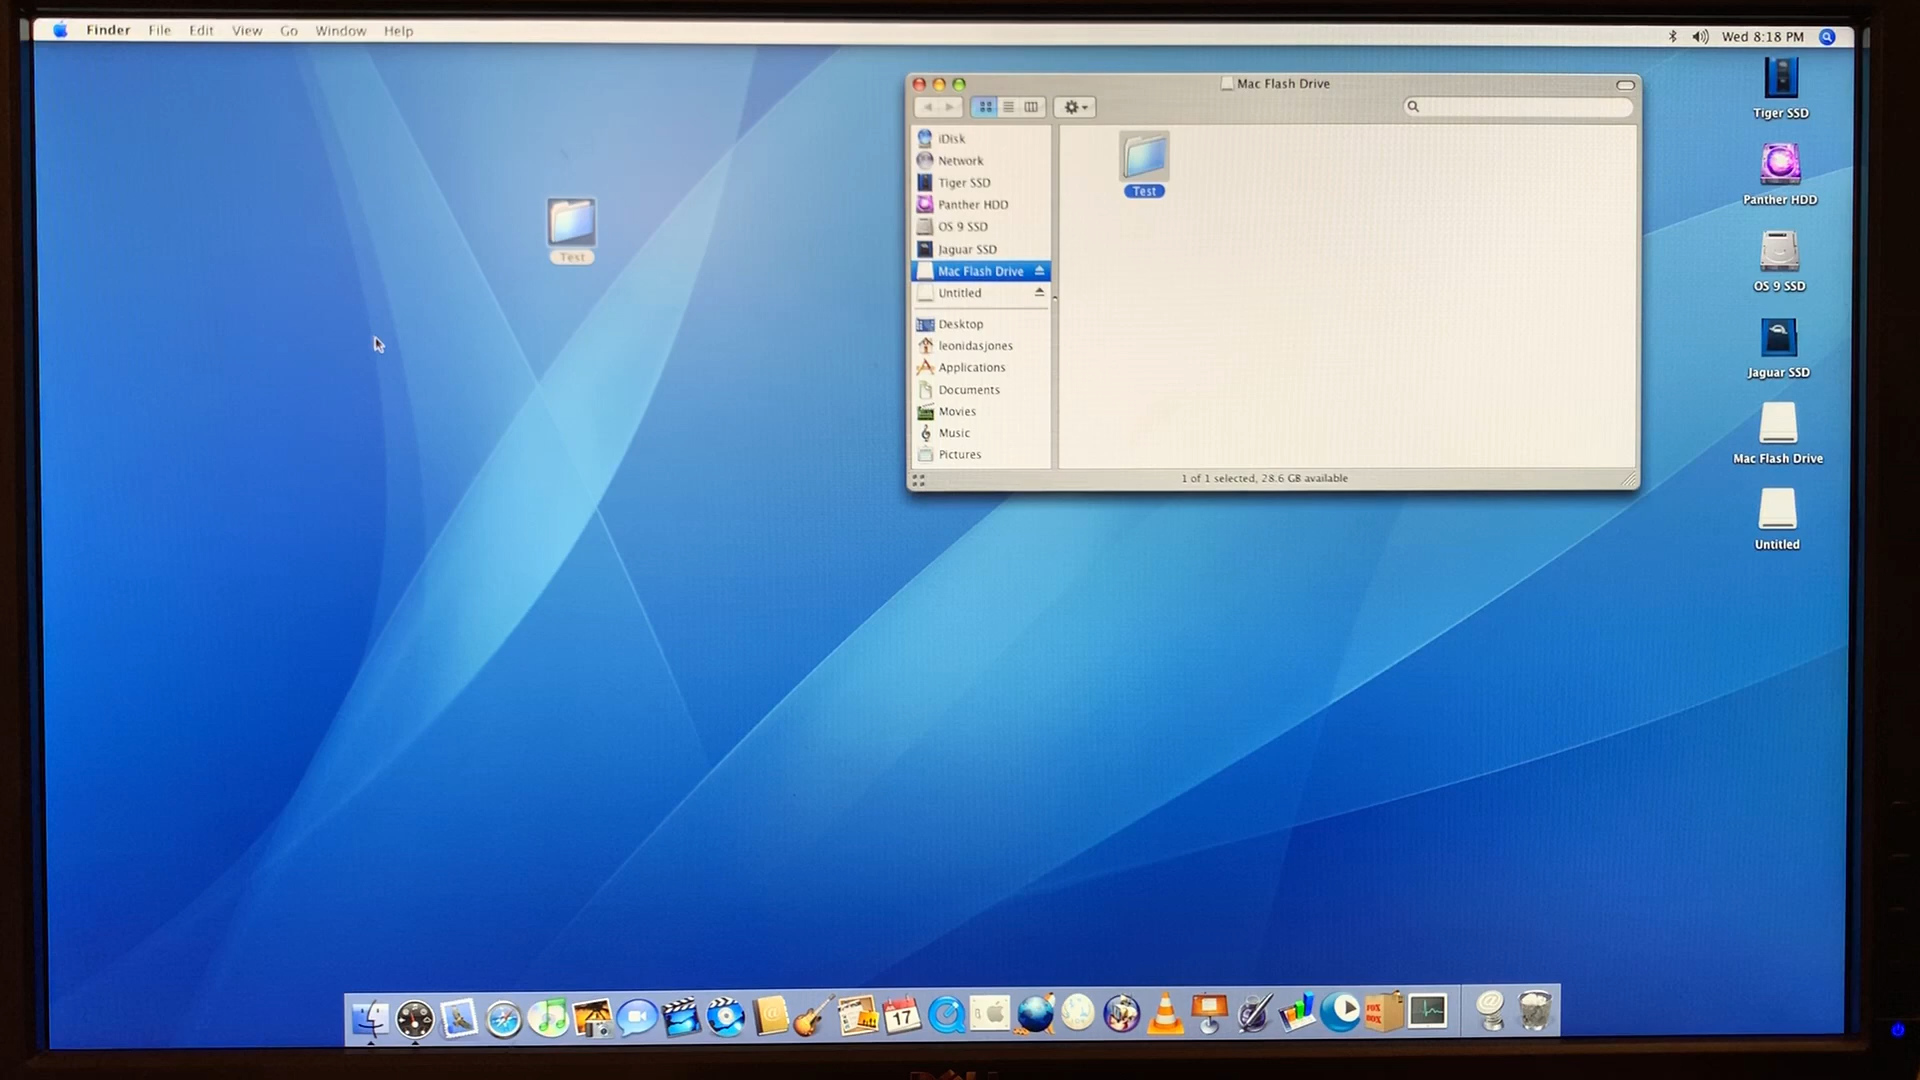 Finder File Edit View Go Window Help
Wed 8:18 PM
Mac Flash Drive
iDisk
Network
Tiger SSD
Panther HDD
OS 9 SSD
Jaguar SSD
Mac Flash Drive
Untitled
Desktop
leonidasjones
Applications
Documents
Movies
Music
Pictures
Test
1 of 1 selected, 28.6 GB available
Test
Tiger SSD
Panther HDD
OS 9 SSD
Jaguar SSD
Mac Flash Drive
Untitled
17
FOX
BOX